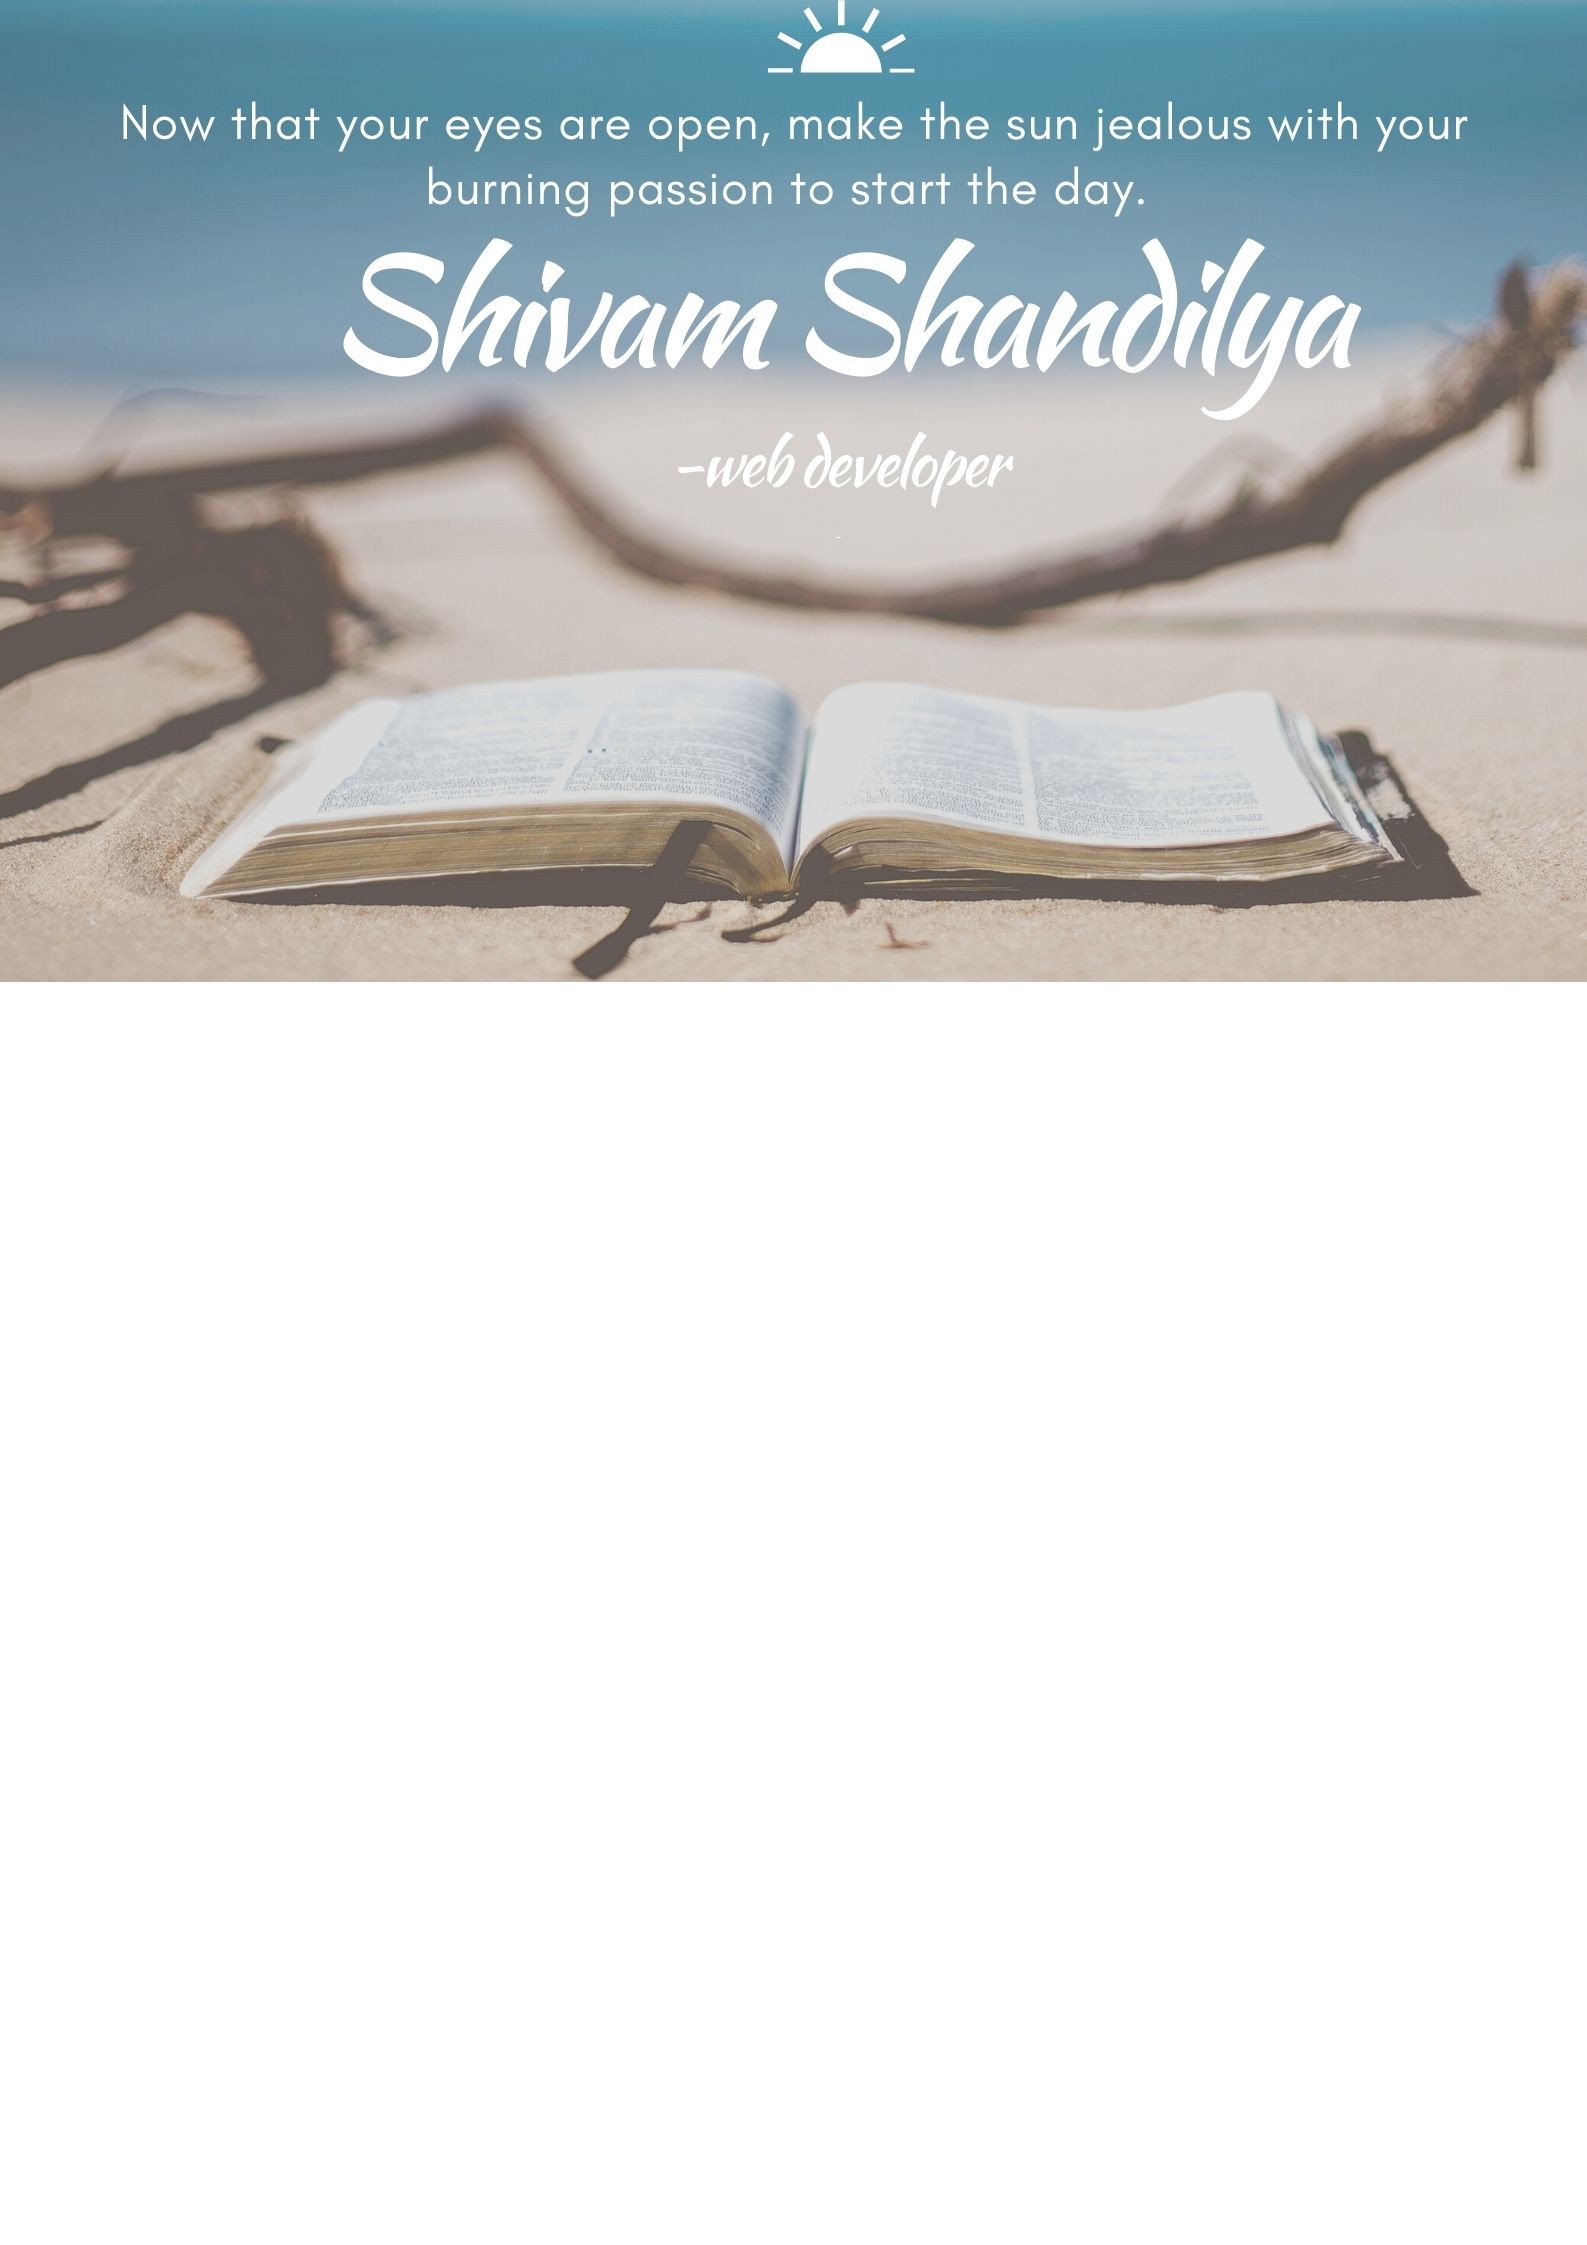 Now that your eyes are open, make the sun jealous with your
burning passion to start the day.
Shivam Shandilya
-web developer